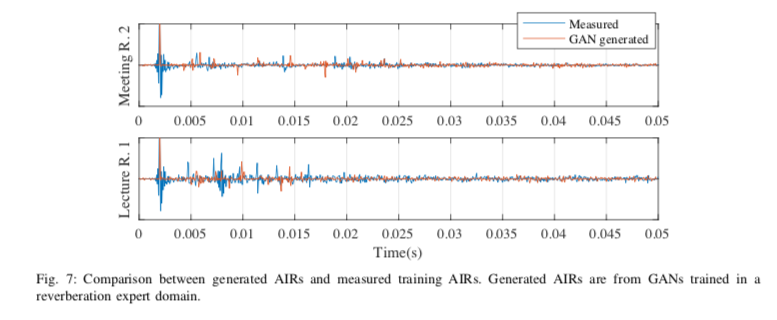 Measured
GAN generated
Meeting R. 2
0 0.005 0.01 0.015 0.02 0.025 0.03 0.035 0.04 0.045 0.05
Lecture R. 1
0 0.005 0.01 0.015 0.02 0.025 0.03 0.035 0.04 0.045 0.05
Time(s)
Fig. 7: Comparison between generated AIRs and measured training AIRs. Generated AIRs are from GANs trained in a
reverberation expert domain.